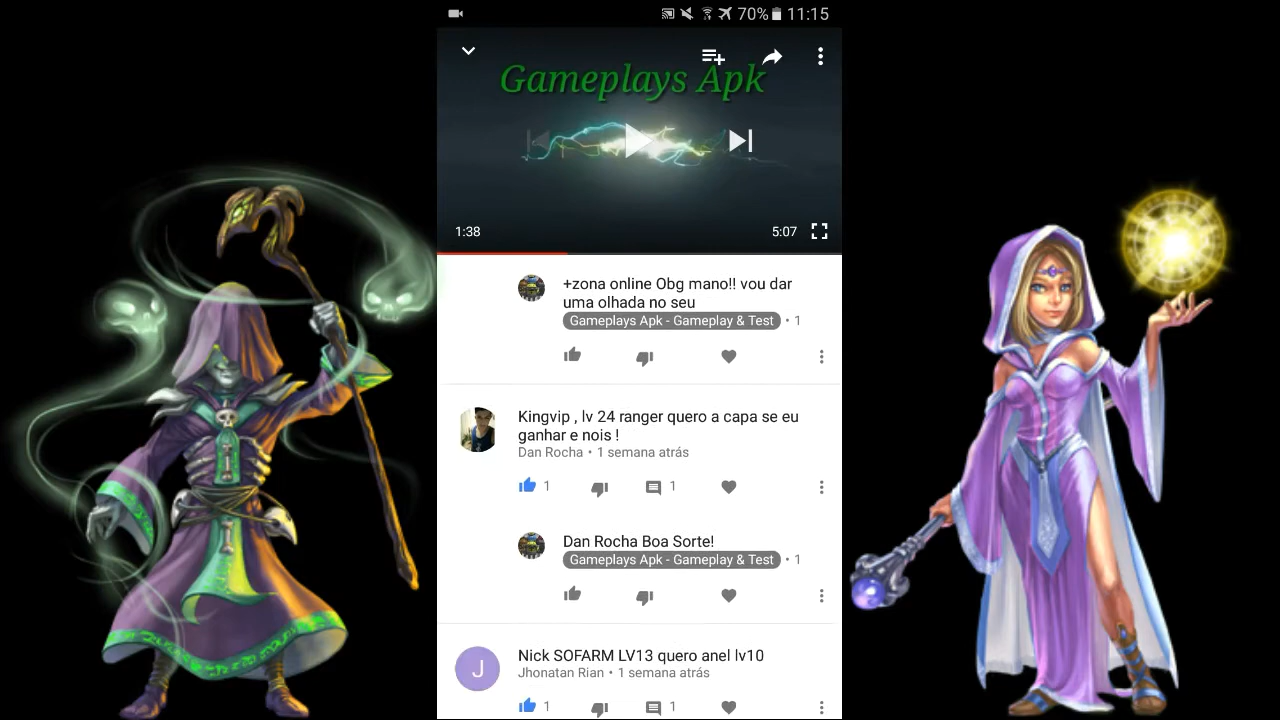 70% 11:15
Gameplays Apk
1:38
5:07
+zona online Obg mano!! vou dar
uma olhada no seu
Gameplays Apk - Gameplay & Test • 1
Kingvip , lv 24 ranger quero a capa se eu
ganhar e nois !
Dan Rocha • 1 semana atrás
1
1
Dan Rocha Boa Sorte!
Gameplays Apk - Gameplay & Test • 1
J
Nick SOFARM LV13 quero anel lv10
Jhonatan Rian • 1 semana atrás
1
1